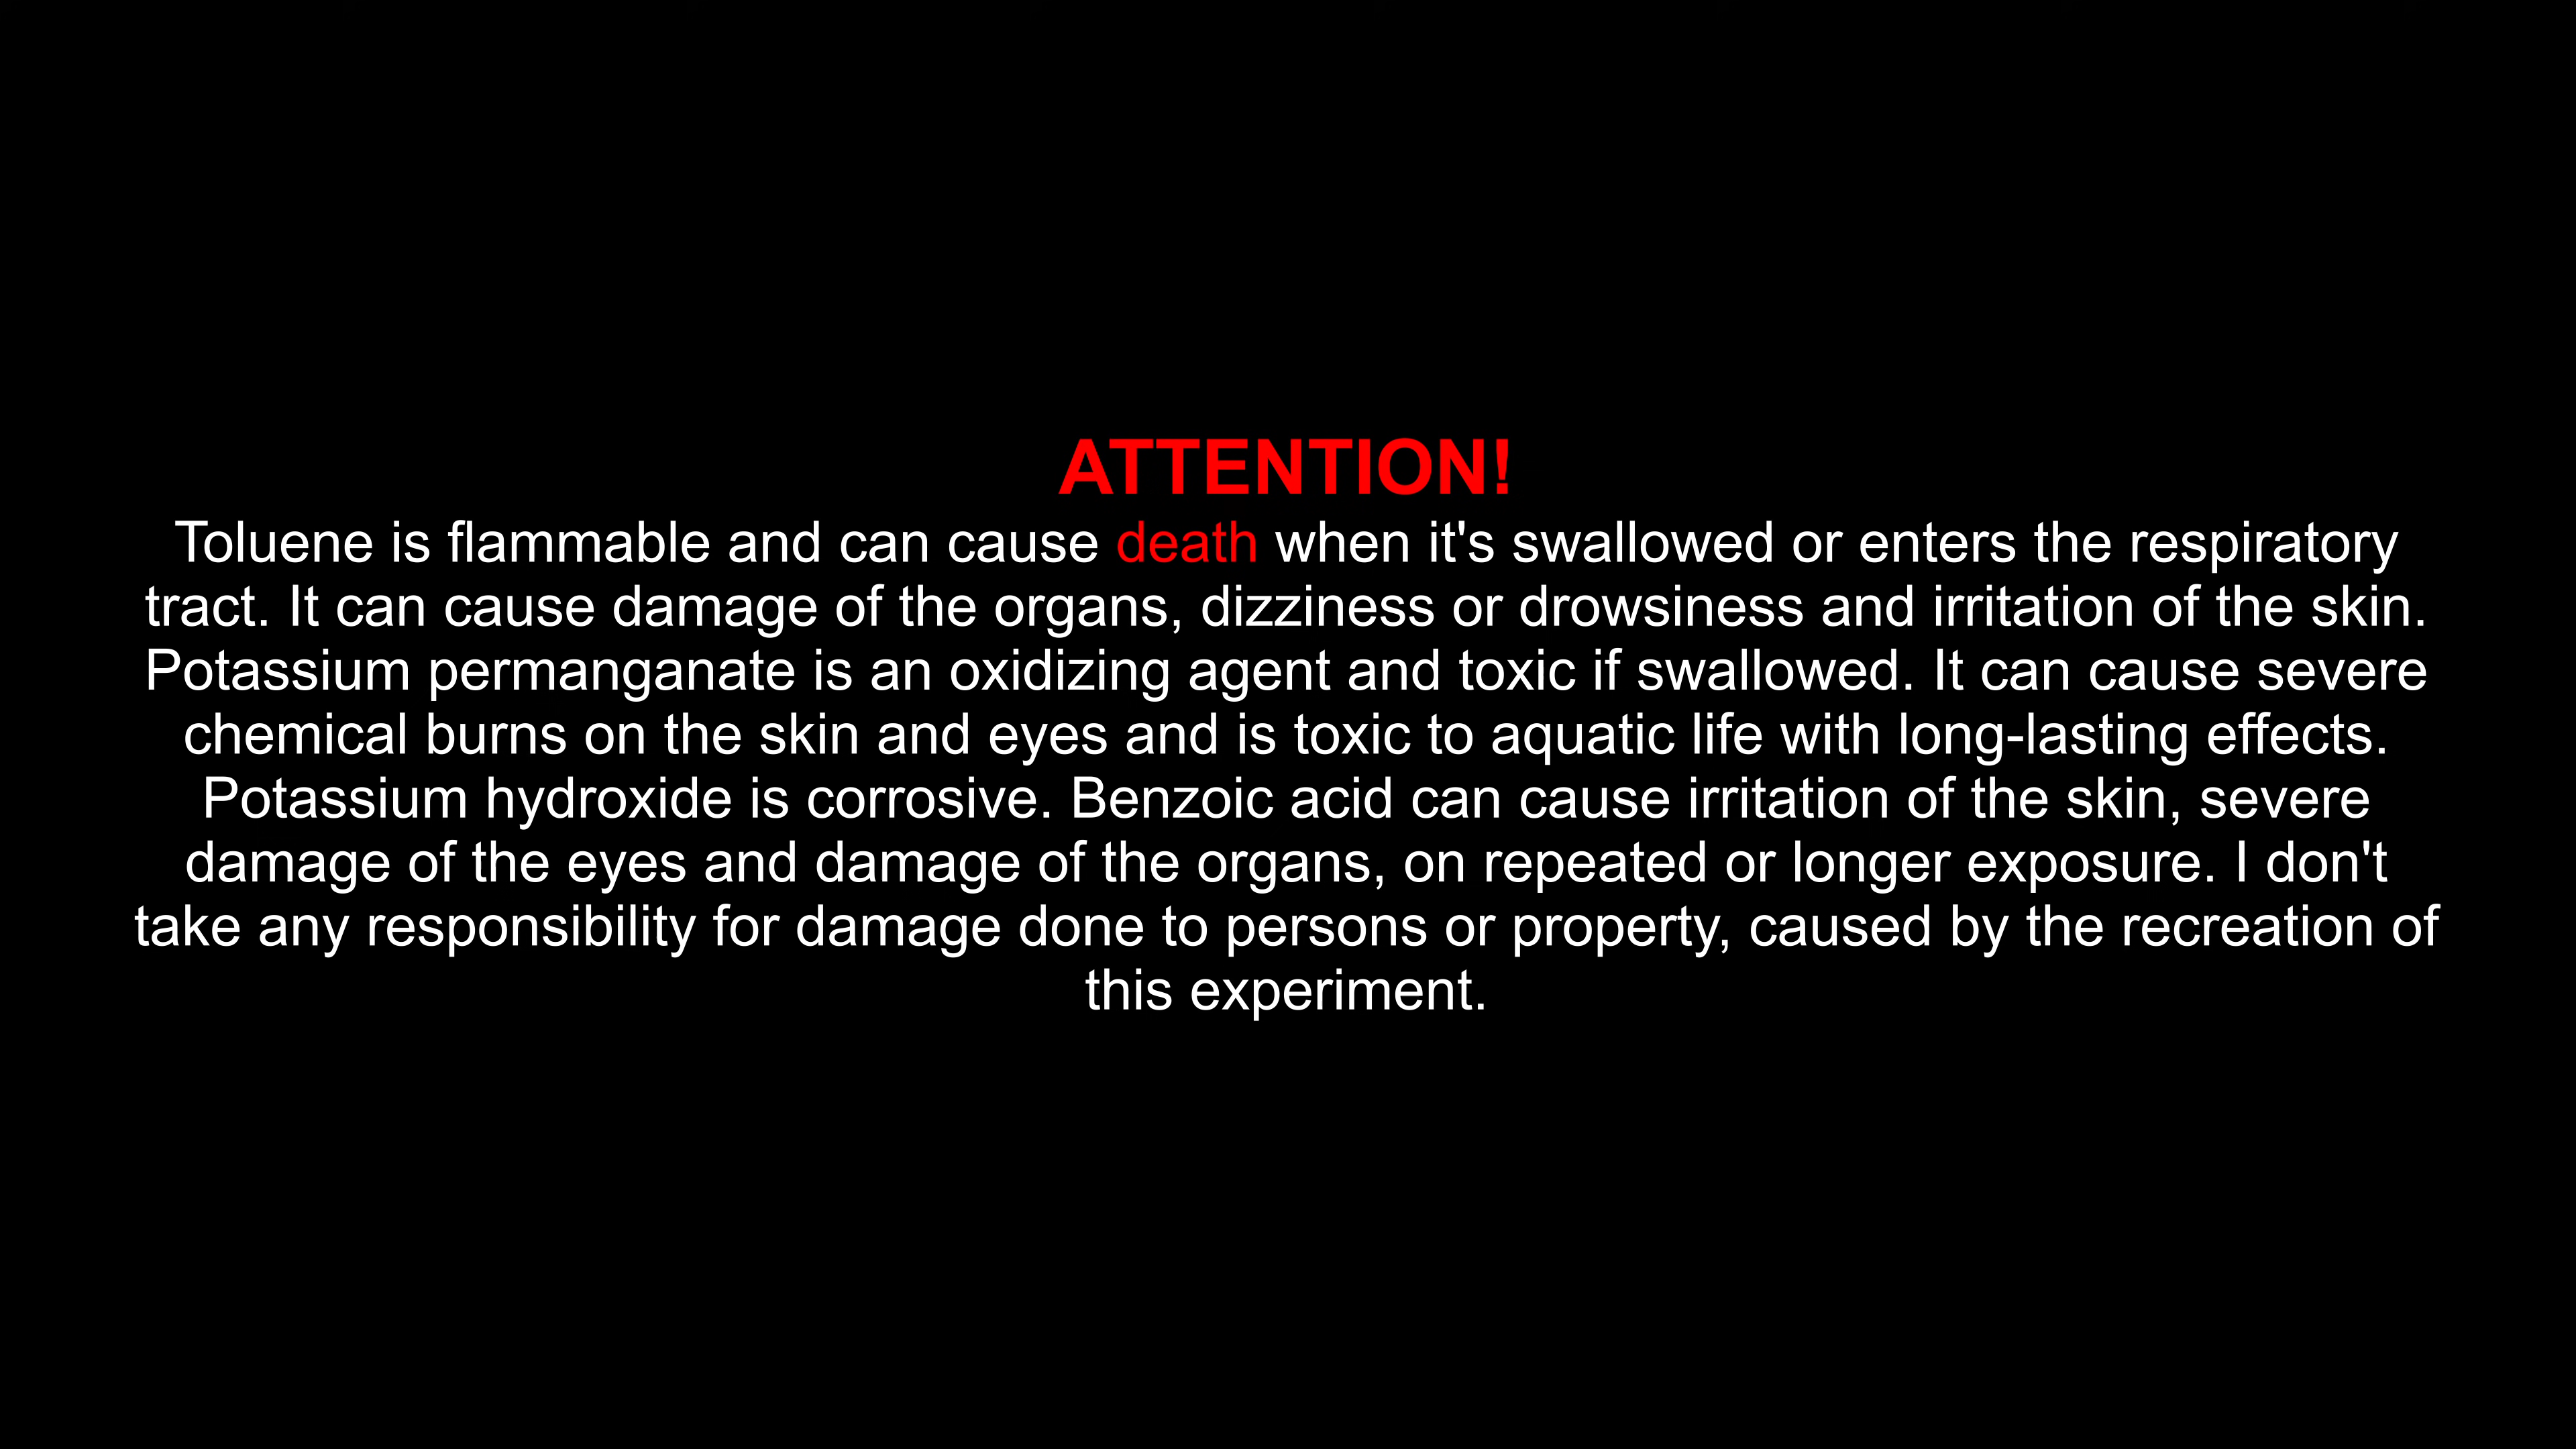 ATTENTION!
Toluene is flammable and can cause death when it's swallowed or enters the respiratory
tract. It can cause damage of the organs, dizziness or drowsiness and irritation of the skin.
Potassium permanganate is an oxidizing agent and toxic if swallowed. It can cause severe
chemical burns on the skin and eyes and is toxic to aquatic life with long-lasting effects.
Potassium hydroxide is corrosive. Benzoic acid can cause irritation of the skin, severe
damage of the eyes and damage of the organs, on repeated or longer exposure. I don't
take any responsibility for damage done to persons or property, caused by the recreation of
this experiment.